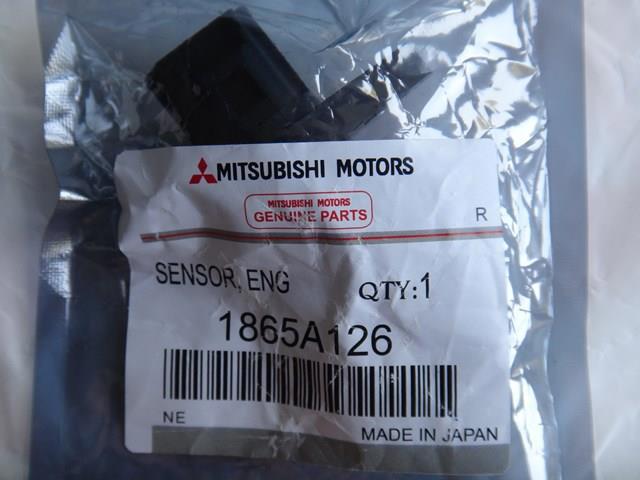 MITSUBISHI MOTORS
MITSUBISHI MOTORS
GENUINE PARTS
R
SENSOR, ENG QTY:1
1865A126
NE
MADE IN JAPAN